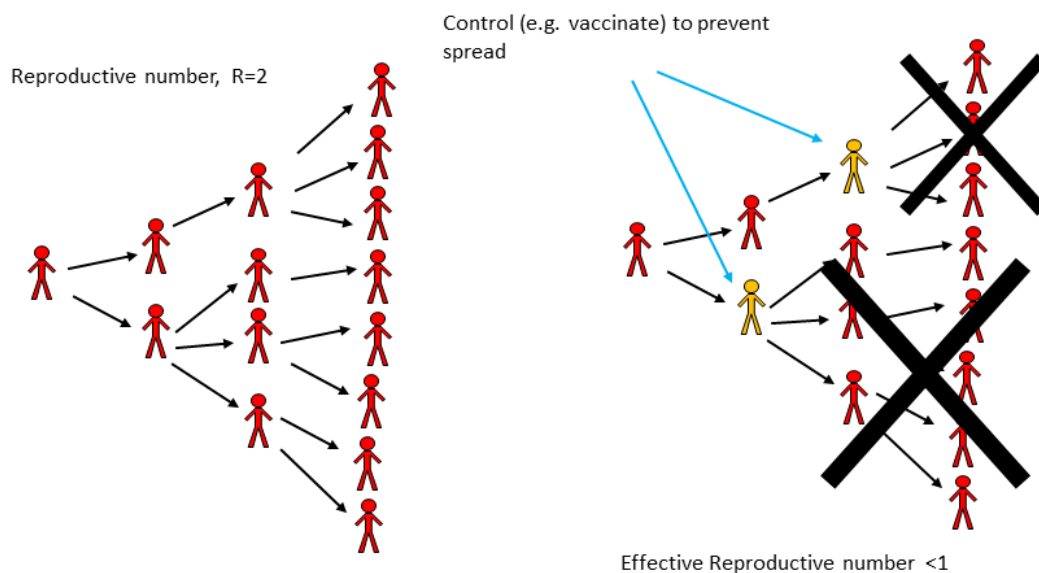 Control (e.g. vaccinate) to prevent
spread
Reproductive number, R=2
Effective Reproductive number <1